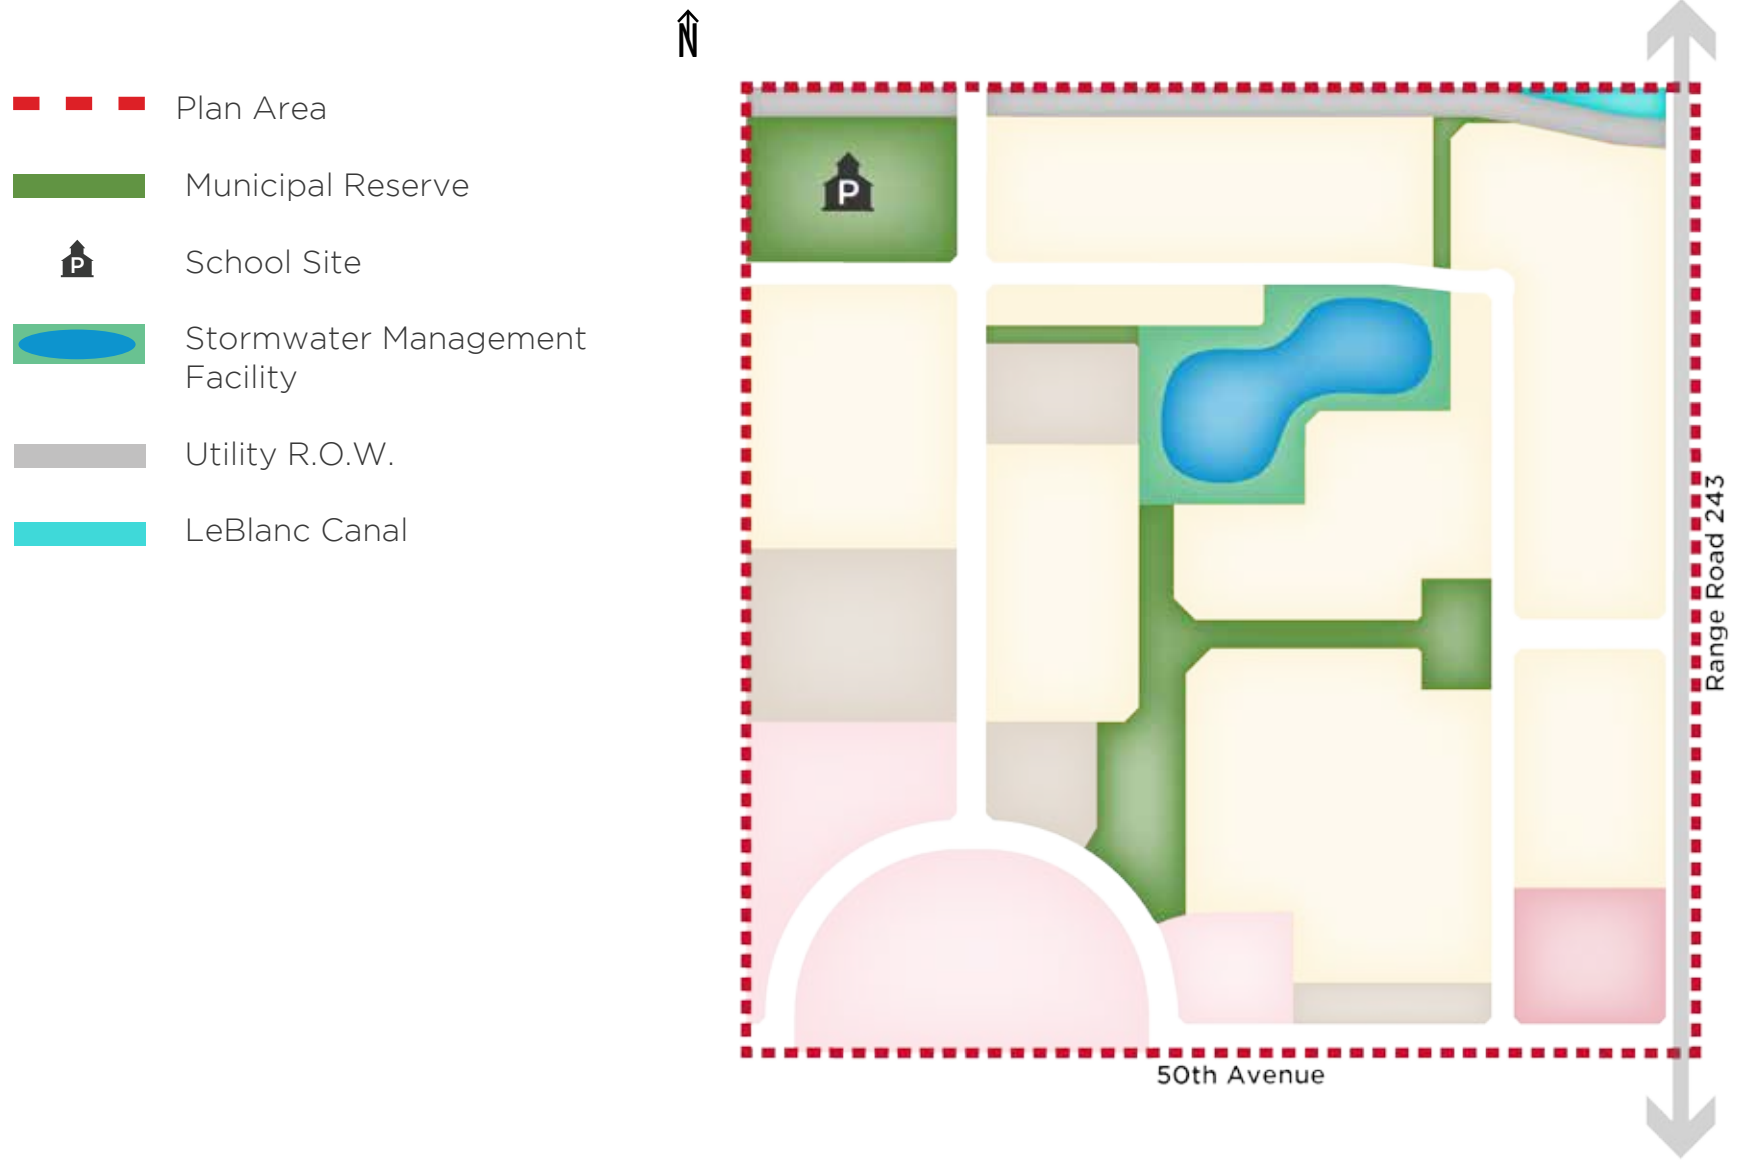 N
Plan Area
Municipal Reserve
P
School Site
Stormwater Management
Facility
Utility R.O.W.
LeBlanc Canal
P
Range Road 243
50th Avenue